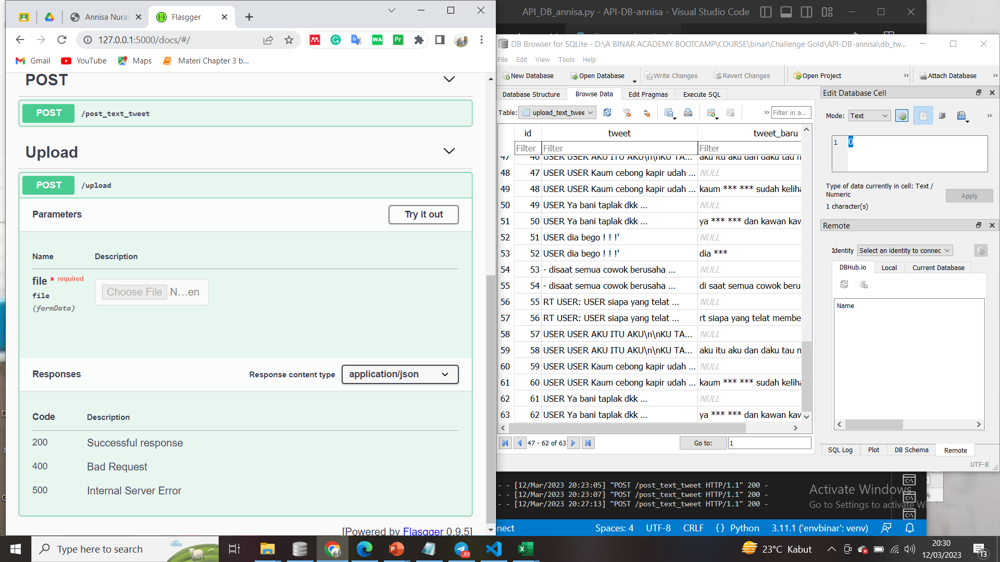 Annisa Nurai
Flasgger
127.0.0.1:5000/docs/#/
Gmail
YouTube
Maps
Materi Chapter 3 b...
POST
POST
/post_text_tweet
Upload
POST
/upload
Parameters
Try it out
Name
Description
file * required
file
(formData)
Choose File N...en
Responses
Response content type
application/json
Code
Description
200
Successful response
400
Bad Request
500
Internal Server Error
[Powered by Flasgger 0.9.5]
API_DB_annisa.py - API-DB-annisa - Visual Studio Code
DB Browser for SQLite - D:\A BINAR ACADEMY BOOTCAMP\COURSE\binar\Challenge Gold\API-DB-annisa\db_tw...
File Edit View Tools Help
New Database
Open Database
Write Changes
Revert Changes
Open Project
Attach Database
Database Structure
Browse Data
Edit Pragmas
Execute SQL
Table: upload_text_twee
Filter in a...
id tweet tweet_baru
Filter Filter Filter
47 46 USER USER AKU ITU AKU\n\nKU TA... aku itu aku dan daku tau n
48 47 USER USER Kaum cebong kapir udah ... NULL
49 48 USER USER Kaum cebong kapir udah ... kaum *** *** sudah keliha
50 49 USER Ya bani taplak dkk ... NULL
51 50 USER Ya bani taplak dkk ... ya *** *** dan kawan kaw
52 51 USER dia bego ! ! !' NULL
53 52 USER dia bego ! ! !' dia ***
54 53 - disaat semua cowok berusaha ... NULL
55 54 - disaat semua cowok berusaha ... di saat semua cowok beru
56 55 RT USER: USER siapa yang telat ... NULL
57 56 RT USER: USER siapa yang telat ... rt siapa yang telat membe
58 57 USER USER AKU ITU AKU\n\nKU TA... NULL
59 58 USER USER AKU ITU AKU\n\nKU TA... aku itu aku dan daku tau n
60 59 USER USER Kaum cebong kapir udah ... NULL
61 60 USER USER Kaum cebong kapir udah ... kaum *** *** sudah keliha
62 61 USER Ya bani taplak dkk ... NULL
63 62 USER Ya bani taplak dkk ... ya *** *** dan kawan kaw
47 - 62 of 63
Go to: 1
Edit Database Cell
Mode: Text
1 0
Type of data currently in cell: Text /
Numeric
1 character(s)
Apply
Remote
Identity Select an identity to connec
DBHub.io
Local
Current Database
Name
SQL Log
Plot
DB Schema
Remote
UTF-8
- - [12/Mar/2023 20:23:05] "POST /post_text_tweet HTTP/1.1" 200 -
- - [12/Mar/2023 20:23:07] "POST /post_text_tweet HTTP/1.1" 200 -
- - [12/Mar/2023 20:27:13] "POST /post_text_tweet HTTP/1.1" 200 -
Activate Windows
Go to Settings to activate Windows.
nnect
Spaces: 4
UTF-8
CRLF
{} Python
3.11.1 ('envbinar': venv)
Type here to search
23°C Kabut
20:30
12/03/2023
13